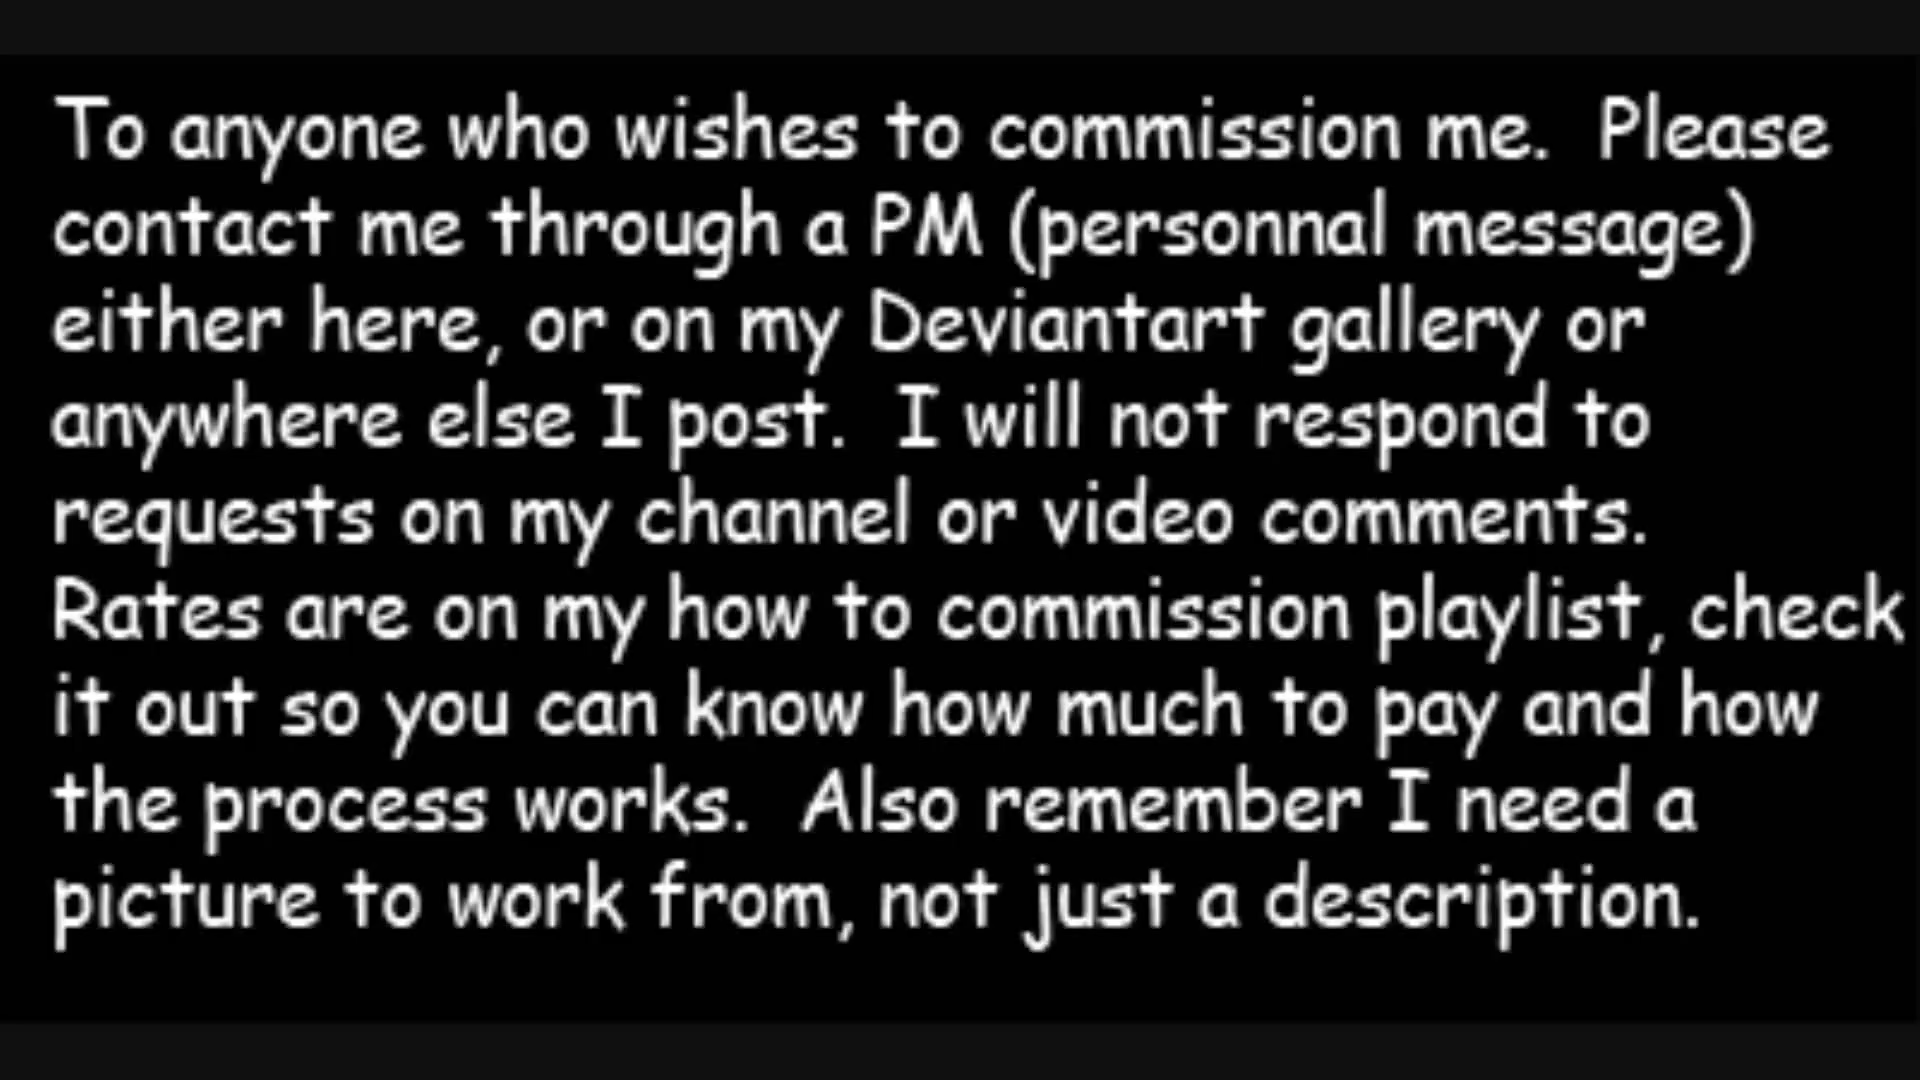 To anyone who wishes to commission me.  Please
contact me through a PM (personnal message)
either here, or on my Deviantart gallery or
anywhere else I post.  I will not respond to
requests on my channel or video comments.
Rates are on my how to commission playlist, check
it out so you can know how much to pay and how
the process works.  Also remember I need a
picture to work from, not just a description.